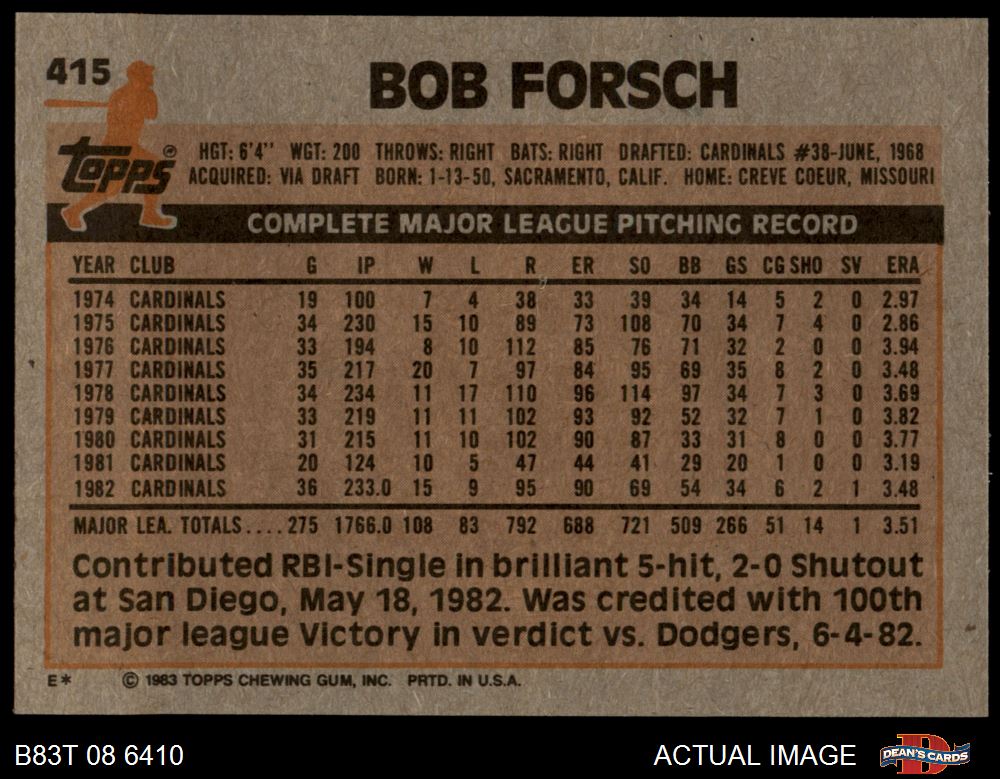 415
BOB FORSCH
TOPPS®
HGT: 6'4'' WGT: 200 THROWS: RIGHT BATS: RIGHT DRAFTED: CARDINALS #38-JUNE, 1968
ACQUIRED: VIA DRAFT BORN: 1-13-50, SACRAMENTO, CALIF. HOME: CREVE COEUR, MISSOURI
COMPLETE MAJOR LEAGUE PITCHING RECORD
YEAR CLUB G IP W L R ER SO BB GS CG SHO SV ERA
1974 CARDINALS 19 100 7 4 38 33 39 34 14 5 2 0 2.97
1975 CARDINALS 34 230 15 10 89 73 108 70 34 7 4 0 2.86
1976 CARDINALS 33 194 8 10 112 85 76 71 32 2 0 0 3.94
1977 CARDINALS 35 217 20 7 97 84 95 69 35 8 2 0 3.48
1978 CARDINALS 34 234 11 17 110 96 114 97 34 7 3 0 3.69
1979 CARDINALS 33 219 11 11 102 93 92 52 32 7 1 0 3.82
1980 CARDINALS 31 215 11 10 102 90 87 33 31 8 0 0 3.77
1981 CARDINALS 20 124 10 5 47 44 41 29 20 1 0 0 3.19
1982 CARDINALS 36 233.0 15 9 95 90 69 54 34 6 2 1 3.48
MAJOR LEA. TOTALS.... 275 1766.0 108 83 792 688 721 509 266 51 14 1 3.51
Contributed RBI-Single in brilliant 5-hit, 2-0 Shutout
at San Diego, May 18, 1982. Was credited with 100th
major league Victory in verdict vs. Dodgers, 6-4-82.
E* © 1983 TOPPS CHEWING GUM, INC. PRTD. IN U.S.A.
B83T 08 6410 ACTUAL IMAGE DEAN'S CARDS